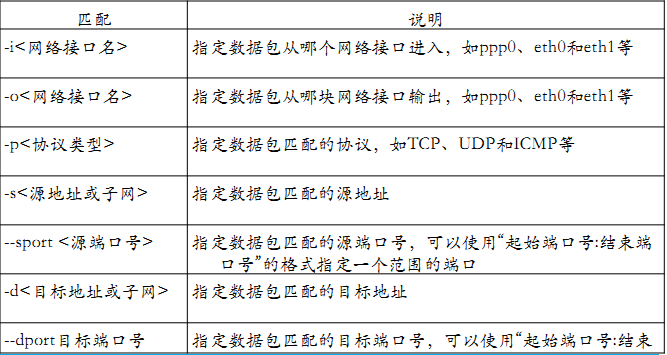 匹配 说明
-i<网络接口名> 指定数据包从哪个网络接口进入，如ppp0、eth0和eth1等
-o<网络接口名> 指定数据包从哪块网络接口输出，如ppp0、eth0和eth1等
-p<协议类型> 指定数据包匹配的协议，如TCP、UDP和ICMP等
-s<源地址或子网> 指定数据包匹配的源地址
--sport <源端口号> 指定数据包匹配的源端口号，可以使用“起始端口号:结束端
口号”的格式指定一个范围的端口
-d<目标地址或子网> 指定数据包匹配的目标地址
--dport目标端口号 指定数据包匹配的目标端口号，可以使用“起始端口号:结束